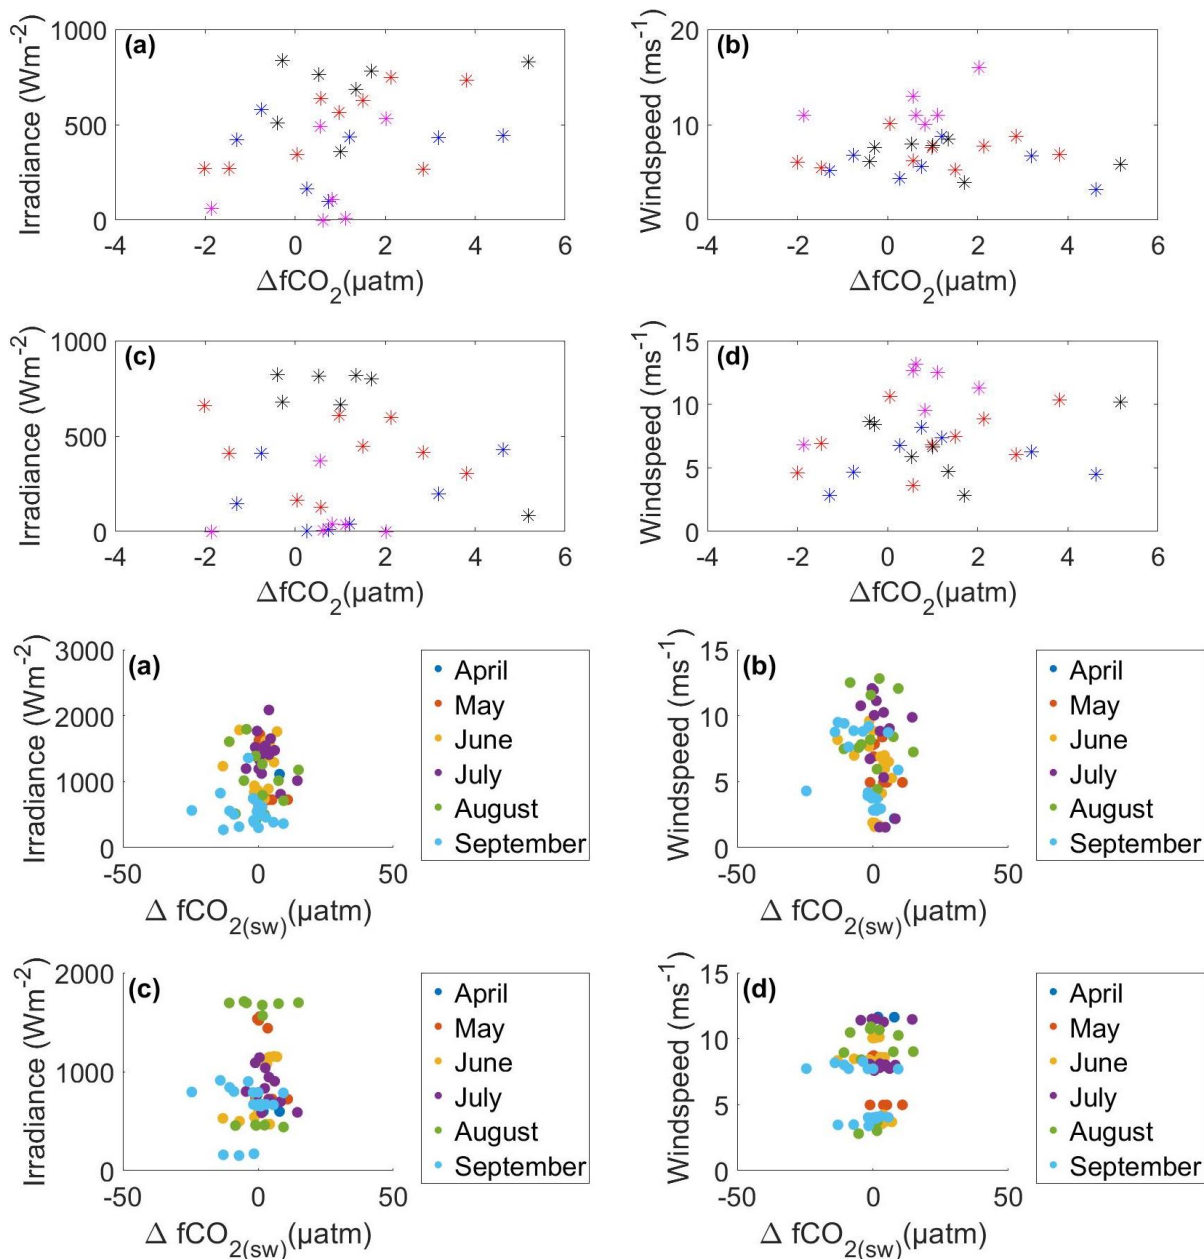 (a)
Irradiance (Wm⁻²)
1000
500
0
-4 -2 0 2 4 6
ΔfCO₂(µatm)
(b)
Windspeed (ms⁻¹)
20
10
0
-4 -2 0 2 4 6
ΔfCO₂(µatm)
(c)
Irradiance (Wm⁻²)
1000
500
0
-4 -2 0 2 4 6
ΔfCO₂(µatm)
(d)
Windspeed (ms⁻¹)
15
10
5
0
-4 -2 0 2 4 6
ΔfCO₂(µatm)
(a)
Irradiance (Wm⁻²)
3000
2000
1000
0
-50 0 50
Δ fCO₂₍sw₎(µatm)
April
May
June
July
August
September
(b)
Windspeed (ms⁻¹)
15
10
5
0
-50 0 50
Δ fCO₂₍sw₎(µatm)
April
May
June
July
August
September
(c)
Irradiance (Wm⁻²)
2000
1000
0
-50 0 50
Δ fCO₂₍sw₎(µatm)
April
May
June
July
August
September
(d)
Windspeed (ms⁻¹)
15
10
5
0
-50 0 50
Δ fCO₂₍sw₎(µatm)
April
May
June
July
August
September